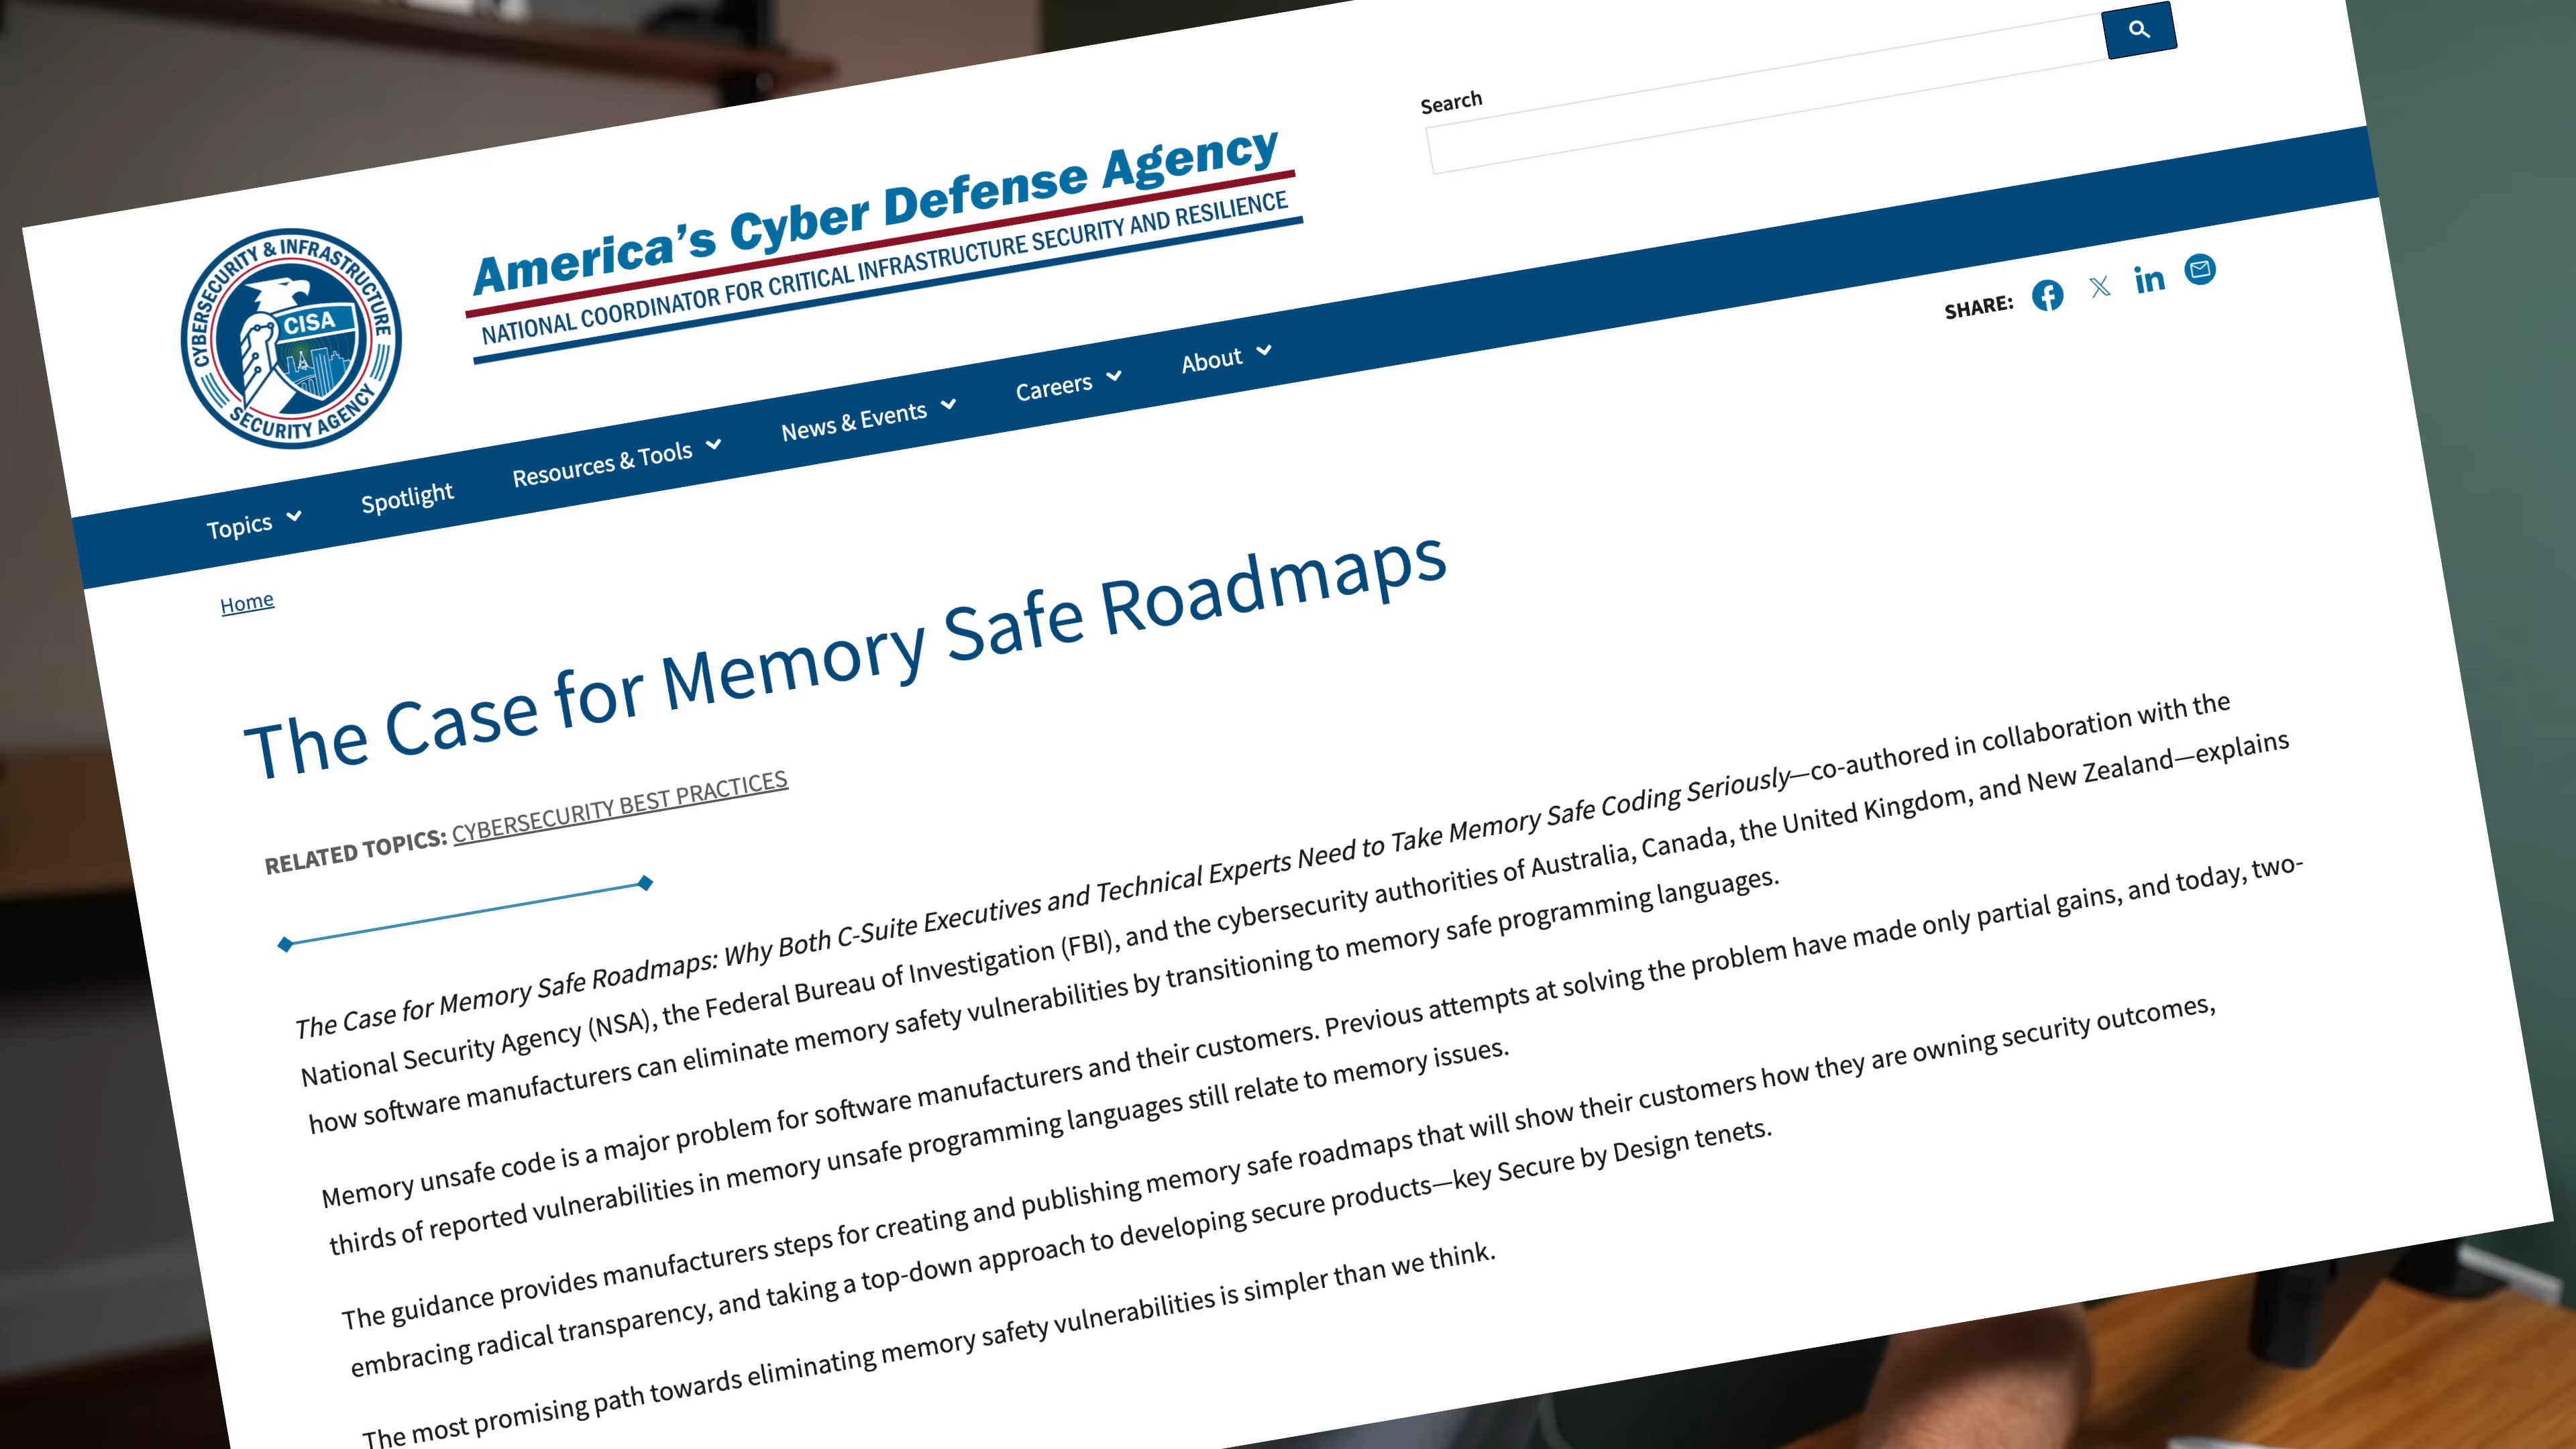 Search
CYBERSECURITY & INFRASTRUCTURE
SECURITY AGENCY
CISA
America's Cyber Defense Agency
NATIONAL COORDINATOR FOR CRITICAL INFRASTRUCTURE SECURITY AND RESILIENCE
Topics
Spotlight
Resources & Tools
News & Events
Careers
About
SHARE:
Home
The Case for Memory Safe Roadmaps
RELATED TOPICS: CYBERSECURITY BEST PRACTICES
The Case for Memory Safe Roadmaps: Why Both C-Suite Executives and Technical Experts Need to Take Memory Safe Coding Seriously—co-authored in collaboration with the
National Security Agency (NSA), the Federal Bureau of Investigation (FBI), and the cybersecurity authorities of Australia, Canada, the United Kingdom, and New Zealand—explains
how software manufacturers can eliminate memory safety vulnerabilities by transitioning to memory safe programming languages.
Memory unsafe code is a major problem for software manufacturers and their customers. Previous attempts at solving the problem have made only partial gains, and today, two-
thirds of reported vulnerabilities in memory unsafe programming languages still relate to memory issues.
The guidance provides manufacturers steps for creating and publishing memory safe roadmaps that will show their customers how they are owning security outcomes,
embracing radical transparency, and taking a top-down approach to developing secure products—key Secure by Design tenets.
The most promising path towards eliminating memory safety vulnerabilities is simpler than we think.